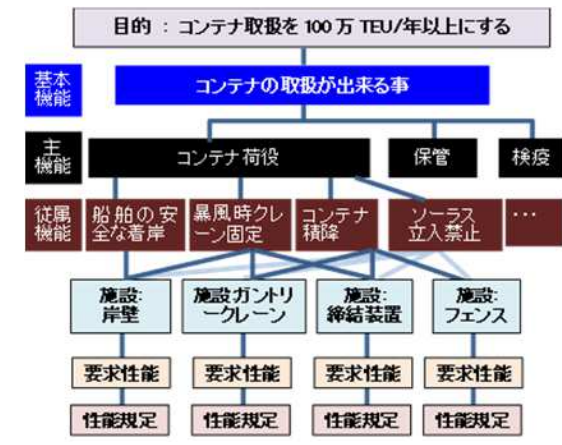 目的 : コンテナ取扱を100万TEU/年以上にする
基本
機能
コンテナの取扱が出来る事
主
機能
コンテナ荷役
保管
検疫
従属
機能
船舶の安
全な着岸
暴風時クレ
ーン固定
コンテナ
積降
ソーラス
立入禁止
・・・
施設:
岸壁
施設ガントリ
ークレーン
施設:
締結装置
施設:
フェンス
要求性能
要求性能
要求性能
要求性能
性能規定
性能規定
性能規定
性能規定